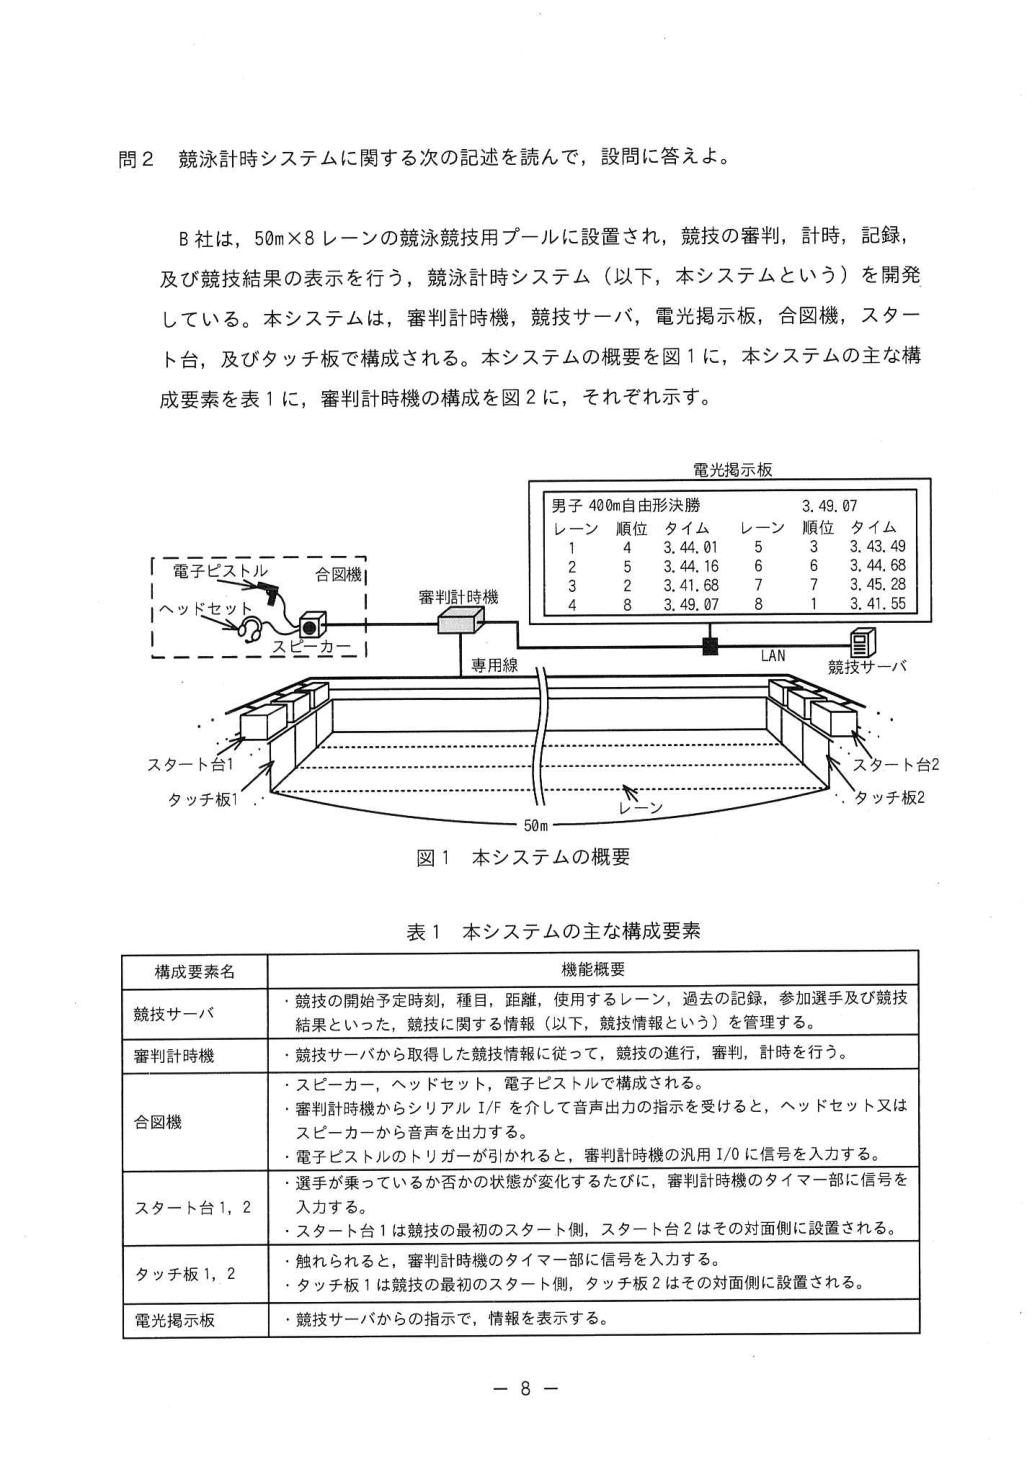 問２　競泳計時システムに関する次の記述を読んで，設問に答えよ。
B 社は，50m×8 レーンの競泳競技用プールに設置され，競技の審判，計時，記録，
及び競技結果の表示を行う，競泳計時システム（以下，本システムという）を開発
している。本システムは，審判計時機，競技サーバ，電光掲示板，合図機，スター
ト台，及びタッチ板で構成される。本システムの概要を図１に，本システムの主な構
成要素を表１に，審判計時機の構成を図２に，それぞれ示す。
電光掲示板
男子 400m自由形決勝　3.49.07
レーン　順位　タイム　レーン　順位　タイム
1　4　3.44.01　5　3　3.43.49
2　5　3.44.16　6　6　3.44.68
3　2　3.41.68　7　7　3.45.28
4　8　3.49.07　8　1　3.41.55
電子ピストル　合図機
ヘッドセット
スピーカー
審判計時機
専用線
LAN
競技サーバ
スタート台1
スタート台2
タッチ板1
タッチ板2
レーン
50m
図１　本システムの概要
表１　本システムの主な構成要素
構成要素名　機能概要
競技サーバ　・競技の開始予定時刻，種目，距離，使用するレーン，過去の記録，参加選手及び競技
結果といった，競技に関する情報（以下，競技情報という）を管理する。
審判計時機　・競技サーバから取得した競技情報に従って，競技の進行，審判，計時を行う。
合図機　・スピーカー，ヘッドセット，電子ピストルで構成される。
・審判計時機からシリアル I/F を介して音声出力の指示を受けると，ヘッドセット又は
スピーカーから音声を出力する。
・電子ピストルのトリガーが引かれると，審判計時機の汎用 I/O に信号を入力する。
スタート台 1，2　・選手が乗っているか否かの状態が変化するたびに，審判計時機のタイマー部に信号を
入力する。
・スタート台 1 は競技の最初のスタート側，スタート台 2 はその対面側に設置される。
タッチ板 1，2　・触れられると，審判計時機のタイマー部に信号を入力する。
・タッチ板 1 は競技の最初のスタート側，タッチ板 2 はその対面側に設置される。
電光掲示板　・競技サーバからの指示で，情報を表示する。
－ 8 －